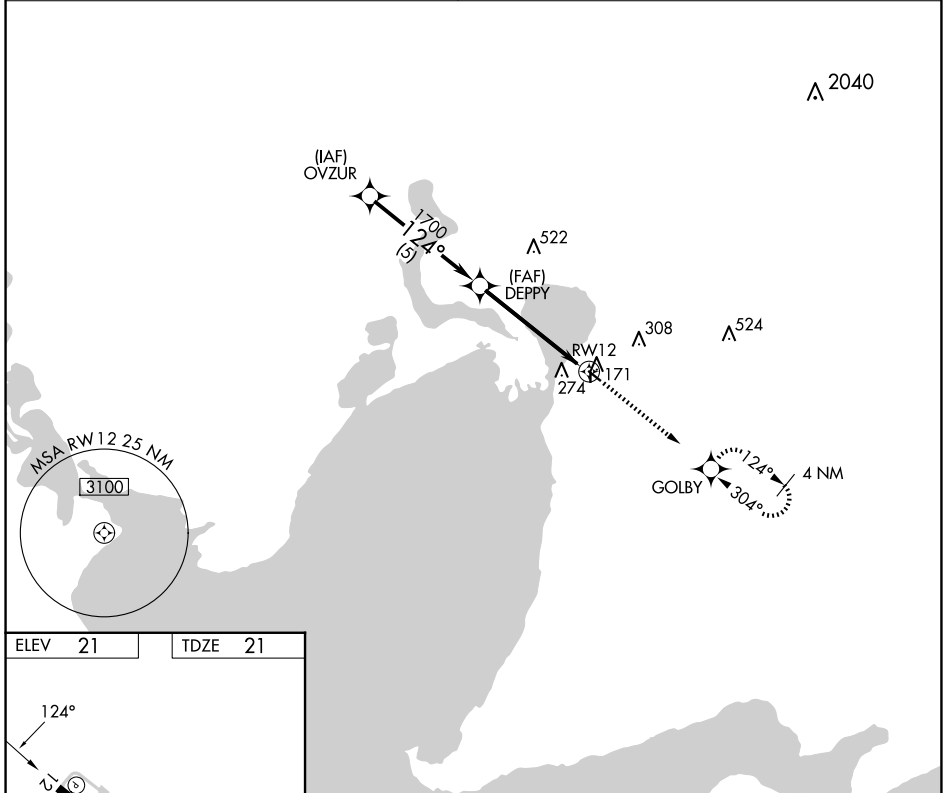 2040
(IAF)
OVZUR
1700
124°
(5)
522
(FAF)
DEPPY
308
524
RW12
171
274
124°
4 NM
GOLBY
304°
MSA RW12 25 NM
3100
ELEV 21
TDZE 21
124°
12
P